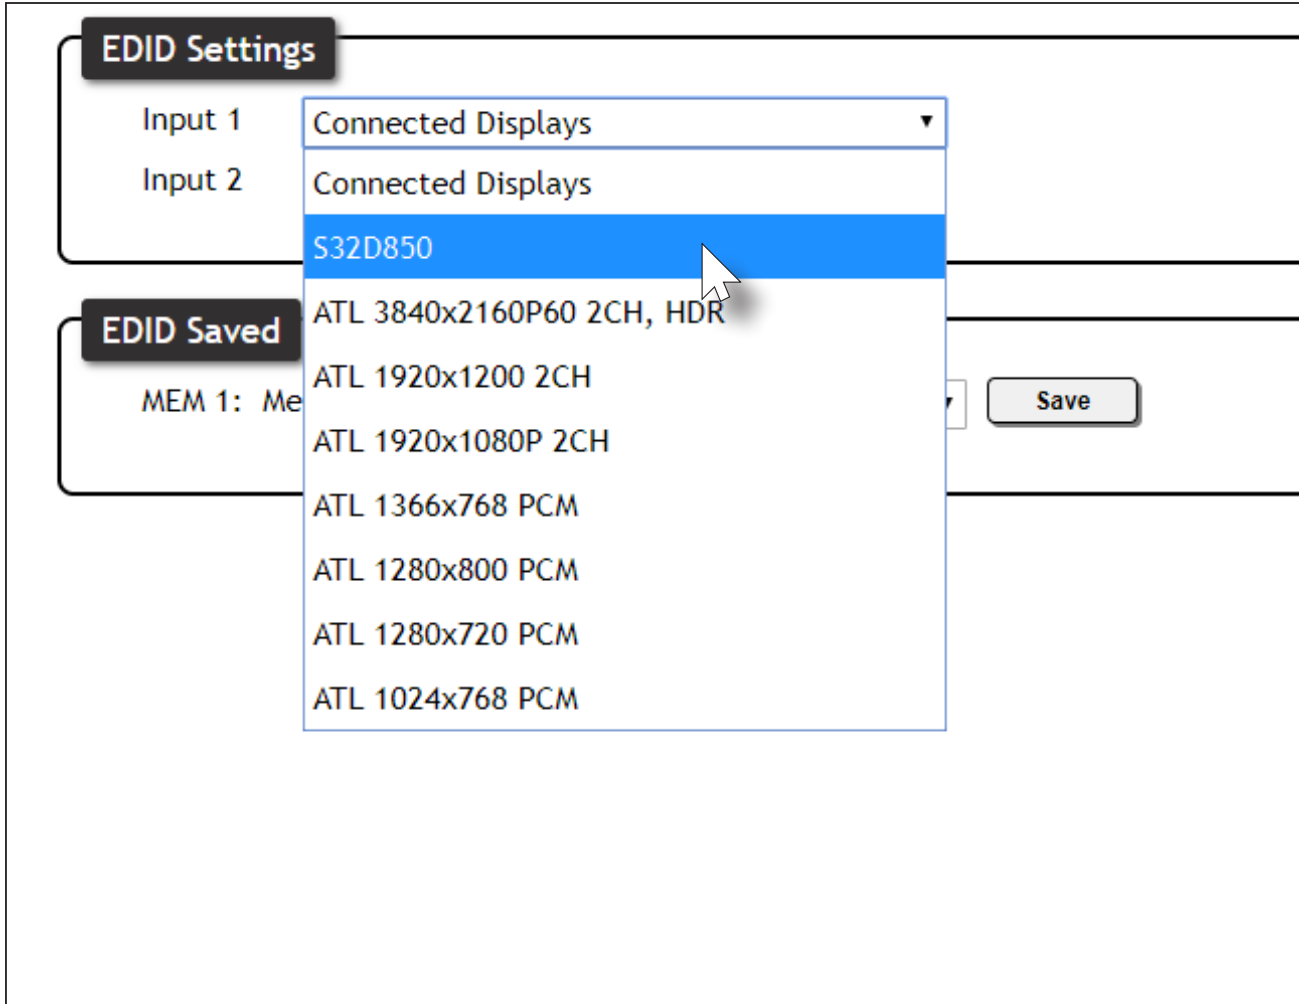 EDID Settings
Input 1 Connected Displays
Input 2 Connected Displays
S32D850
ATL 3840x2160P60 2CH, HDR
EDID Saved
ATL 1920x1200 2CH
MEM 1: Me Save
ATL 1920x1080P 2CH
ATL 1366x768 PCM
ATL 1280x800 PCM
ATL 1280x720 PCM
ATL 1024x768 PCM